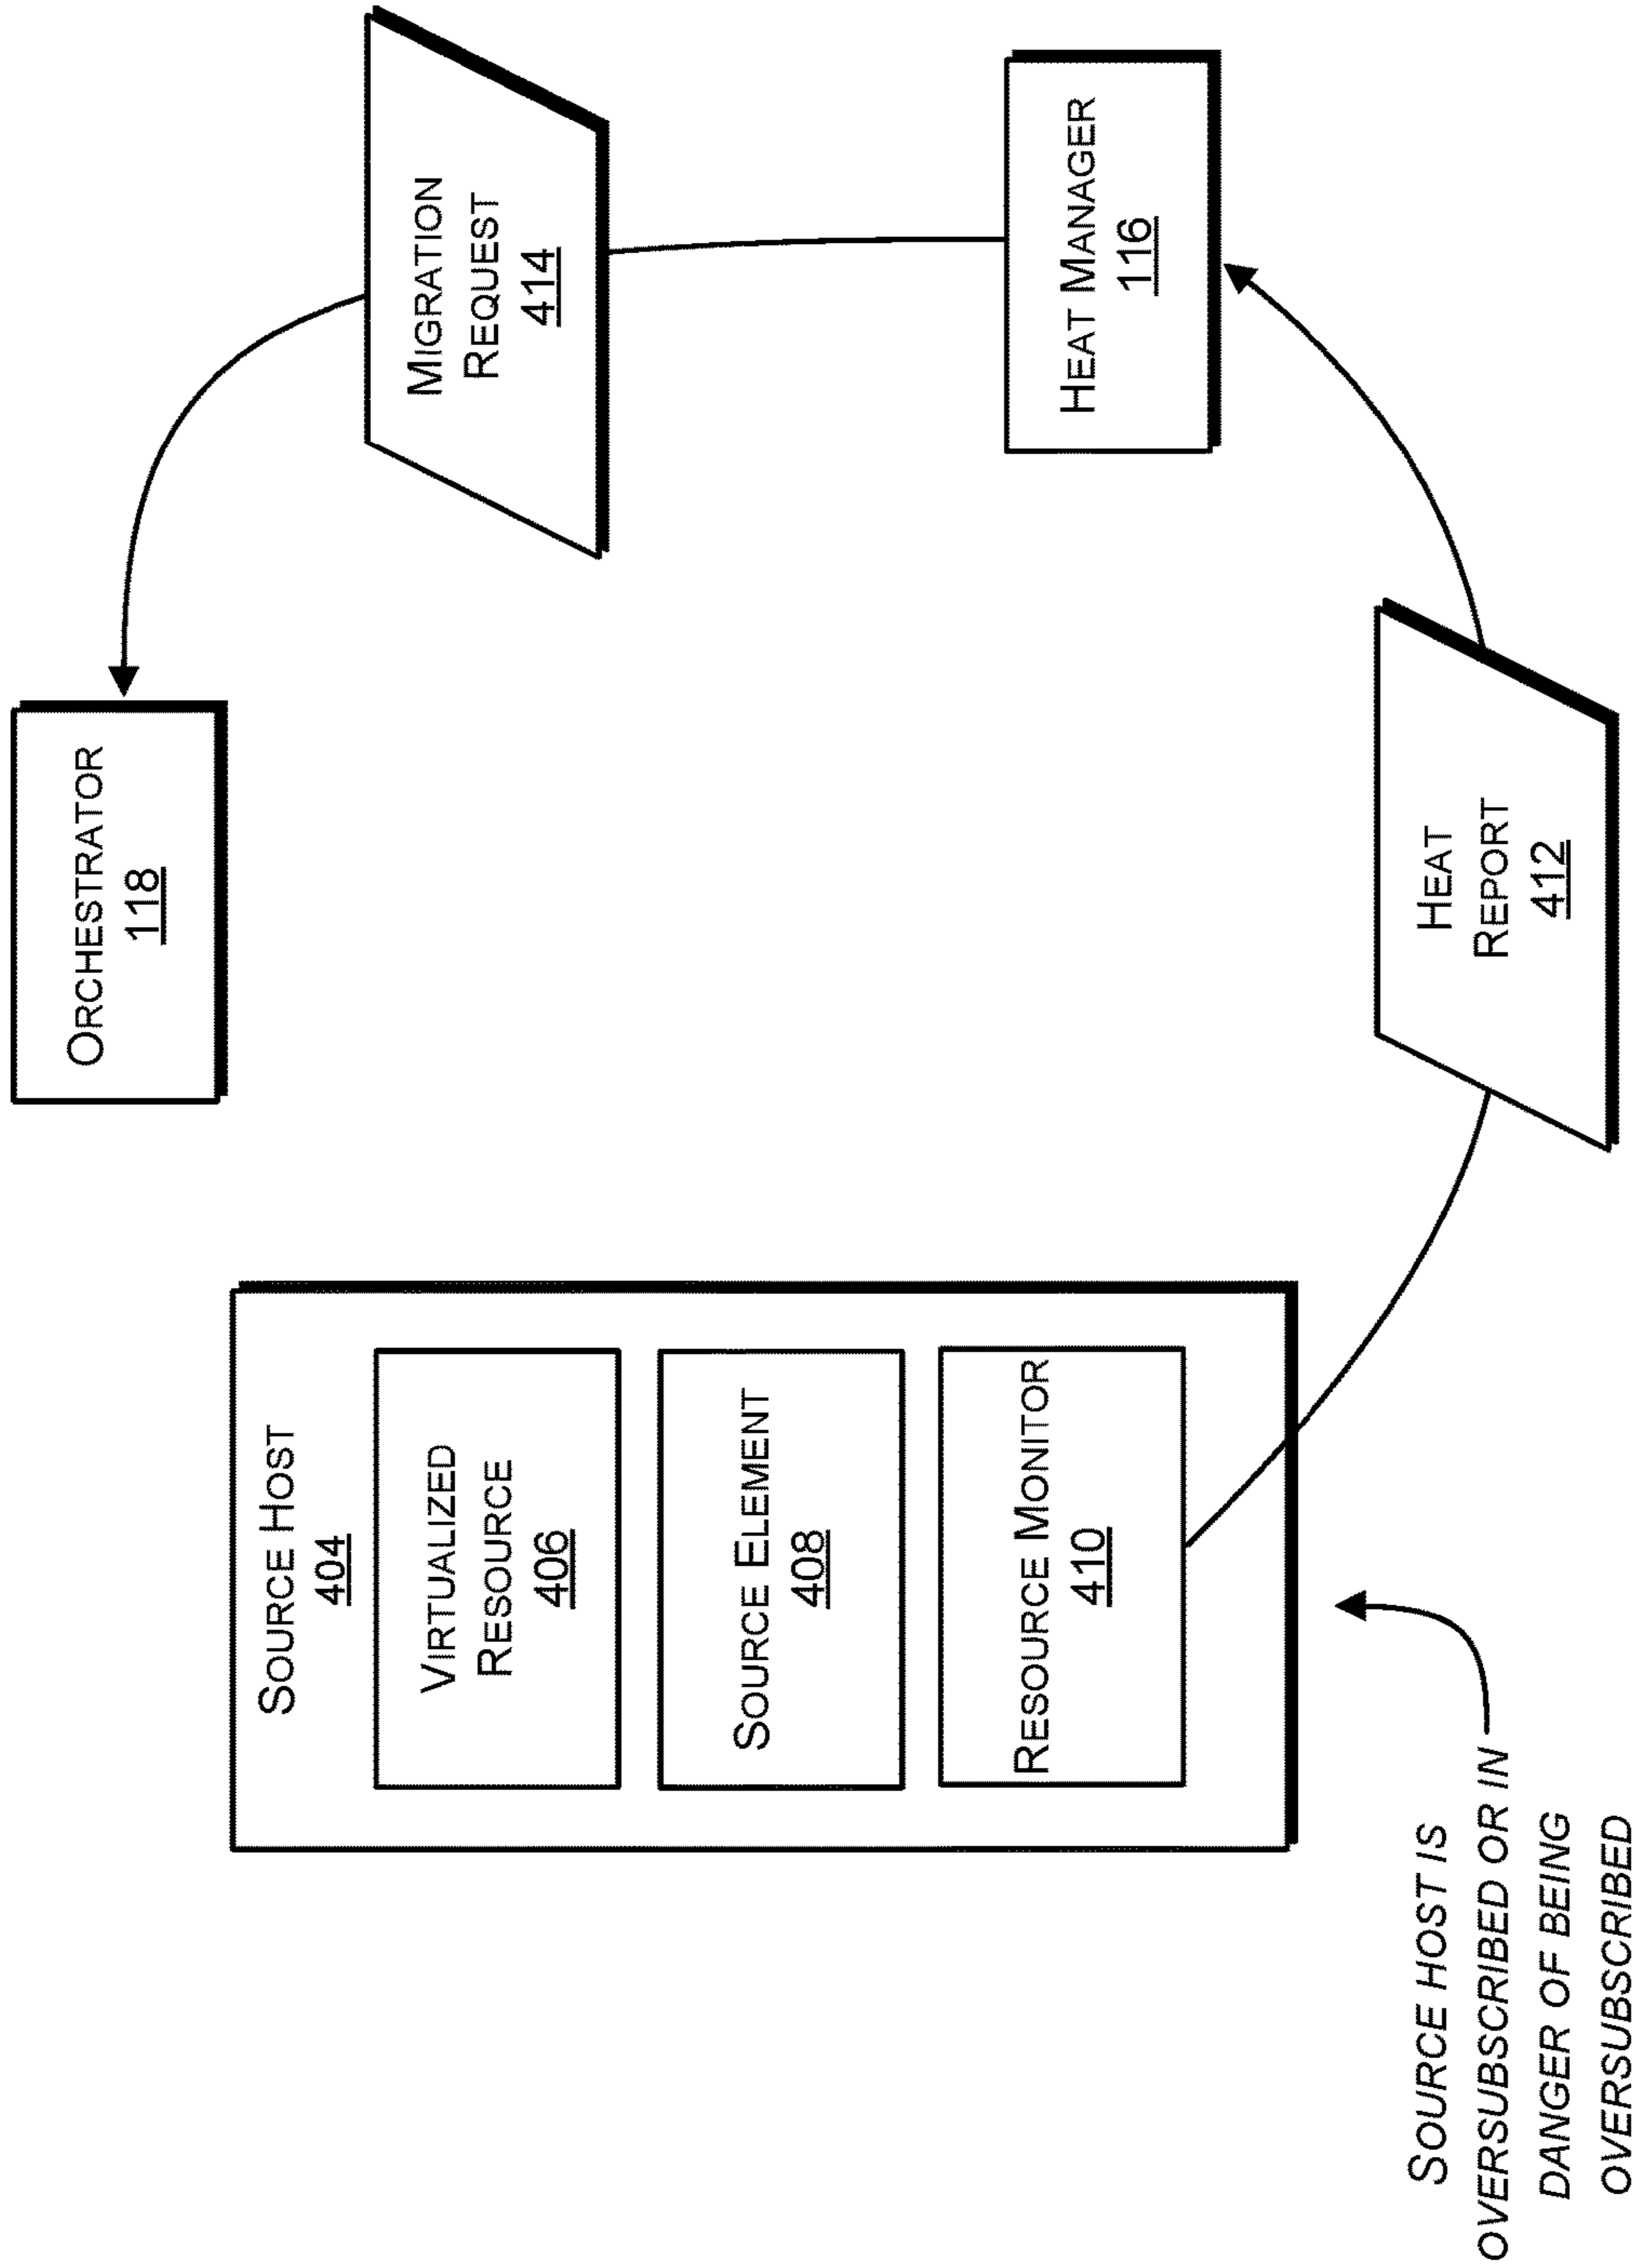 SOURCE HOST
404
VIRTUALIZED
RESOURCE
406
SOURCE ELEMENT
408
RESOURCE MONITOR
410
SOURCE HOST IS
OVERSUBSCRIBED OR IN
DANGER OF BEING
OVERSUBSCRIBED
ORCHESTRATOR
118
HEAT
REPORT
412
MIGRATION
REQUEST
414
HEAT MANAGER
116